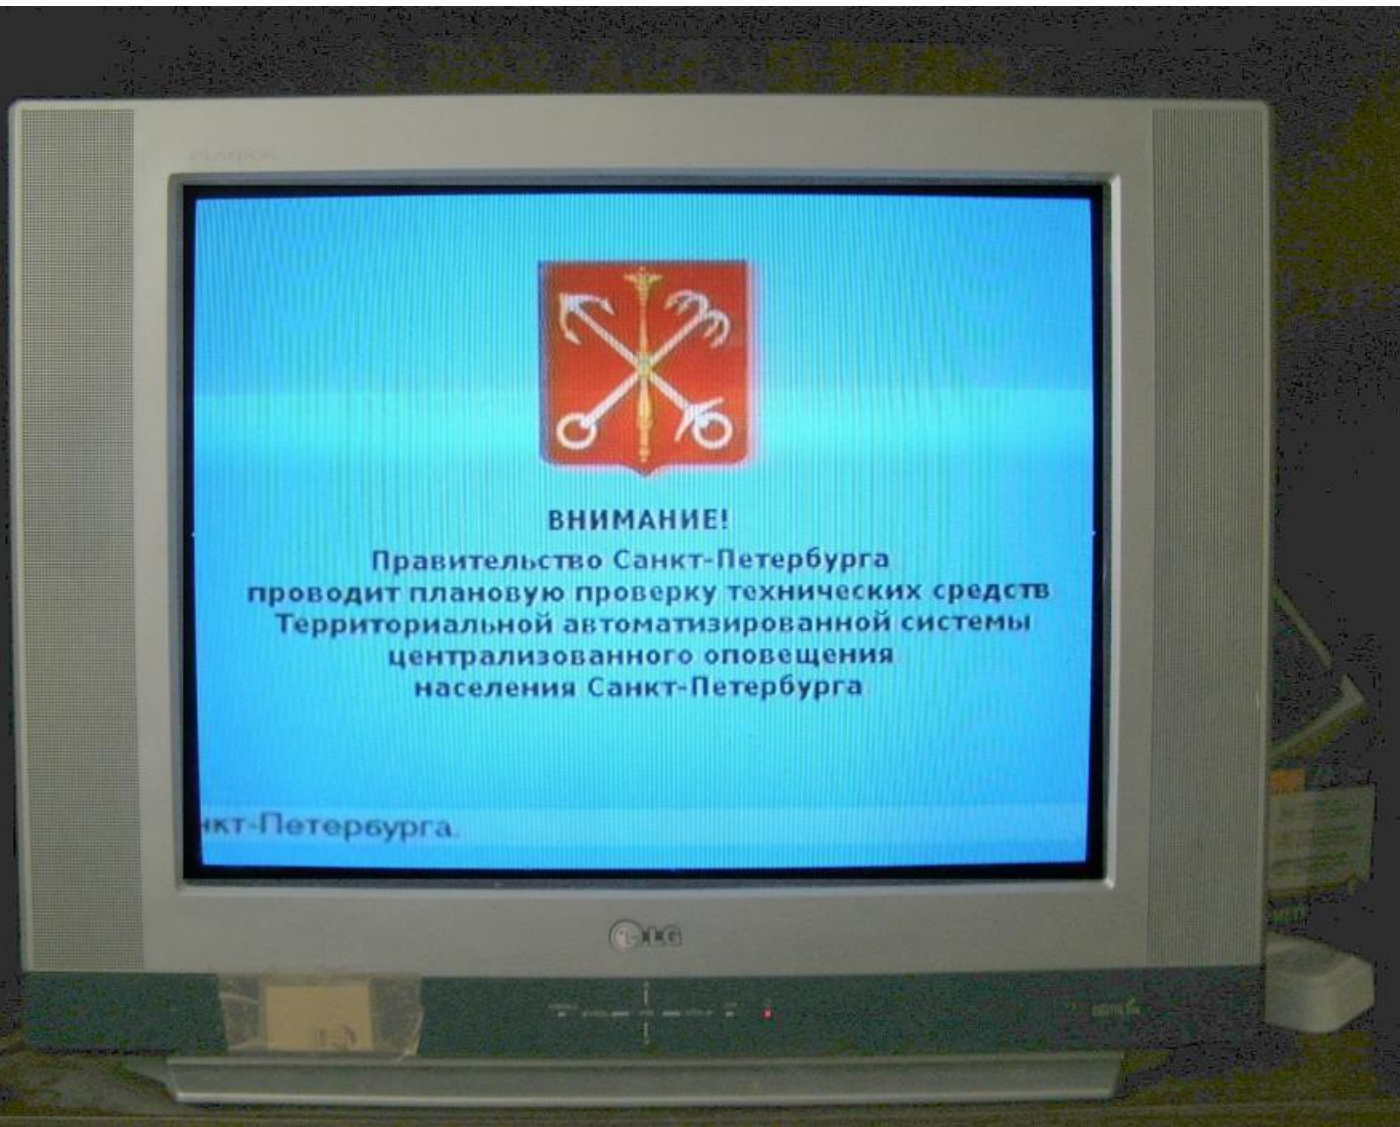 FLATRON
ВНИМАНИЕ!
Правительство Санкт-Петербурга
проводит плановую проверку технических средств
Территориальной автоматизированной системы
централизованного оповещения
населения Санкт-Петербурга
нкт-Петербурга.
LG